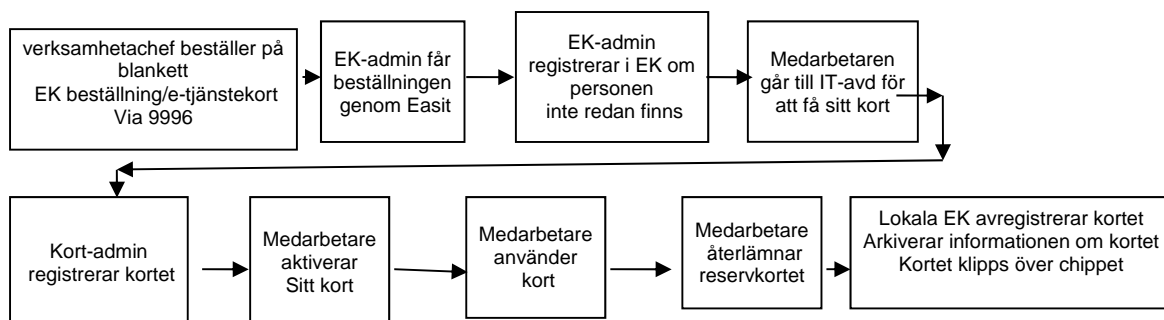 verksamhetachef beställer på
blankett
EK beställning/e-tjänstekort
Via 9996
EK-admin får
beställningen
genom Easit
EK-admin
registrerar i EK om
personen
inte redan finns
Medarbetaren
går till IT-avd för
att få sitt kort
Kort-admin
registrerar kortet
Medarbetare
aktiverar
Sitt kort
Medarbetare
använder
kort
Medarbetare
återlämnar
reservkortet
Lokala EK avregistrerar kortet
Arkiverar informationen om kortet
Kortet klipps över chippet